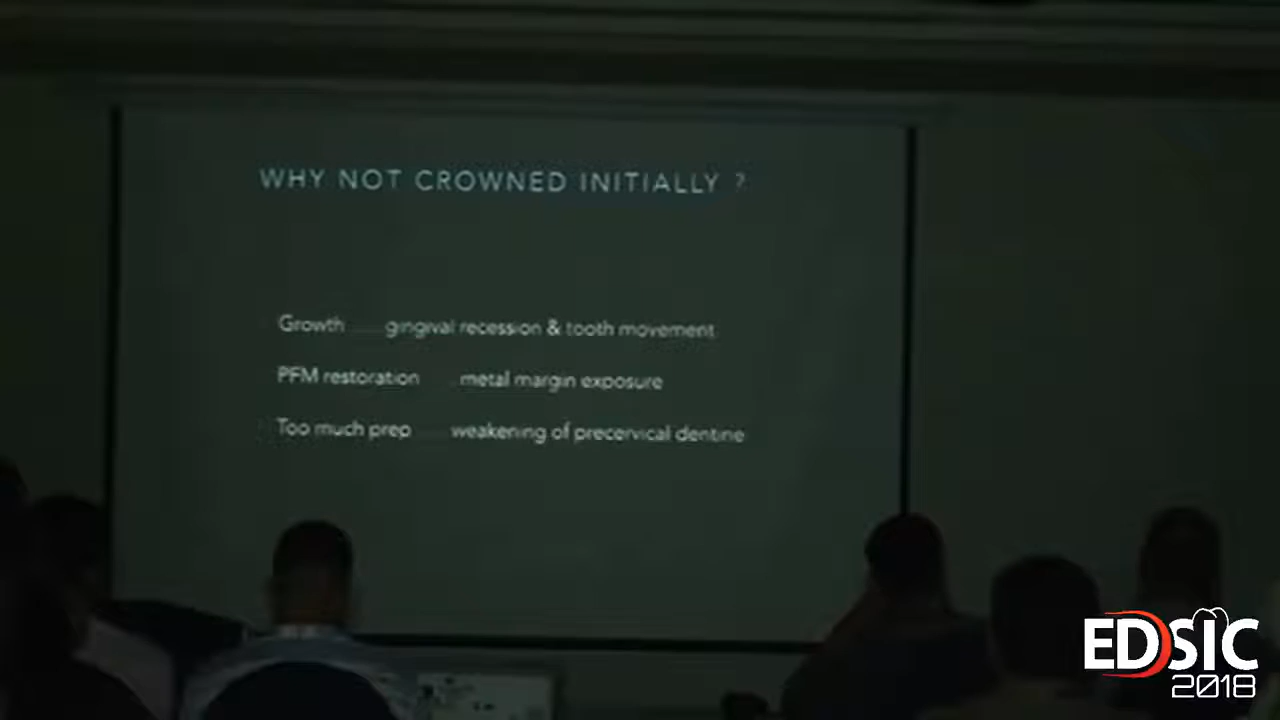 WHY NOT CROWNED INITIALLY ?
Growth ..... gingival recession & tooth movement
PFM restoration ..... metal margin exposure
Too much prep ..... weakening of precervical dentine
EDSIC
2018